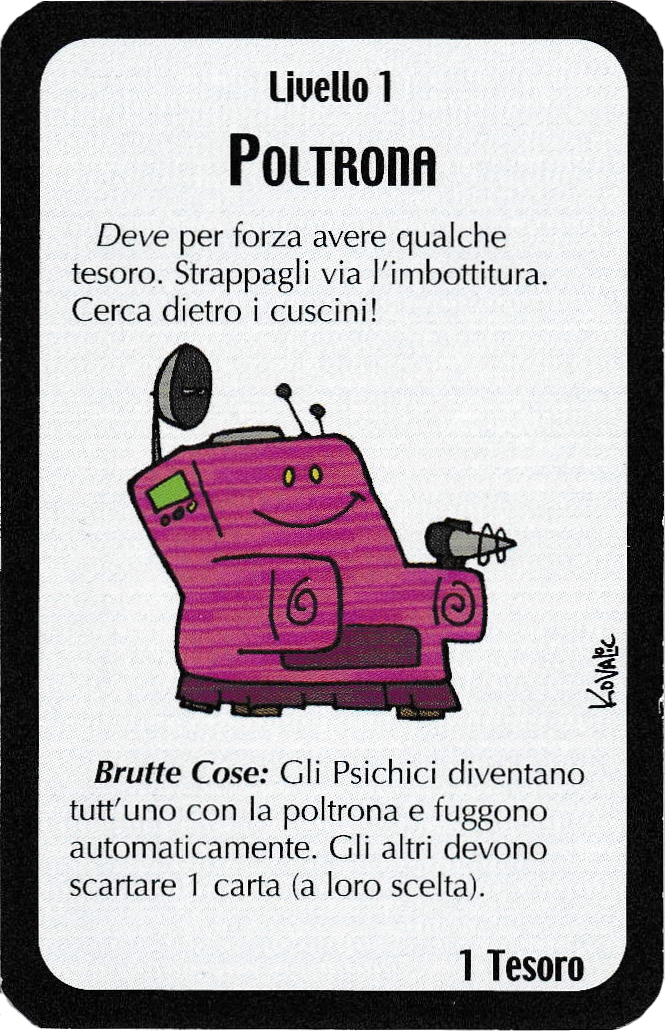 Livello 1
POLTRONA
Deve per forza avere qualche
tesoro. Strappagli via l'imbottitura.
Cerca dietro i cuscini!
KOVALIC
Brutte Cose: Gli Psichici diventano
tutt'uno con la poltrona e fuggono
automaticamente. Gli altri devono
scartare 1 carta (a loro scelta).
1 Tesoro